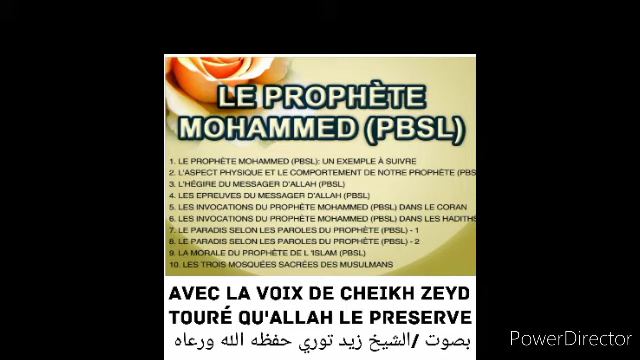 LE PROPHÈTE
MOHAMMED (PBSL)
1. LE PROPHÈTE MOHAMMED (PBSL): UN EXEMPLE À SUIVRE
2. L'ASPECT PHYSIQUE ET LE COMPORTEMENT DE NOTRE PROPHÈTE (PBS
3. L'HÉGIRE DU MESSAGER D'ALLAH (PBSL)
4. LES EPREUVES DU MESSAGER D'ALLAH (PBSL)
5. LES INVOCATIONS DU PROPHÈTE MOHAMMED (PBSL) DANS LE CORAN
6. LES INVOCATIONS DU PROPHÈTE MOHAMMED (PBSL) DANS LES HADITHS
7. LE PARADIS SELON LES PAROLES DU PROPHÈTE (PBSL) - 1
8. LE PARADIS SELON LES PAROLES DU PROPHÈTE (PBSL) - 2
9. LA MORALE DU PROPHÈTE DE L 'ISLAM (PBSL)
10. LES TROIS MOSQUÉES SACRÉES DES MUSULMANS
AVEC LA VOIX DE CHEIKH ZEYD
TOURÉ QU'ALLAH LE PRESERVE
بصوت /الشيخ زيد توري حفظه الله ورعاه
PowerDirector